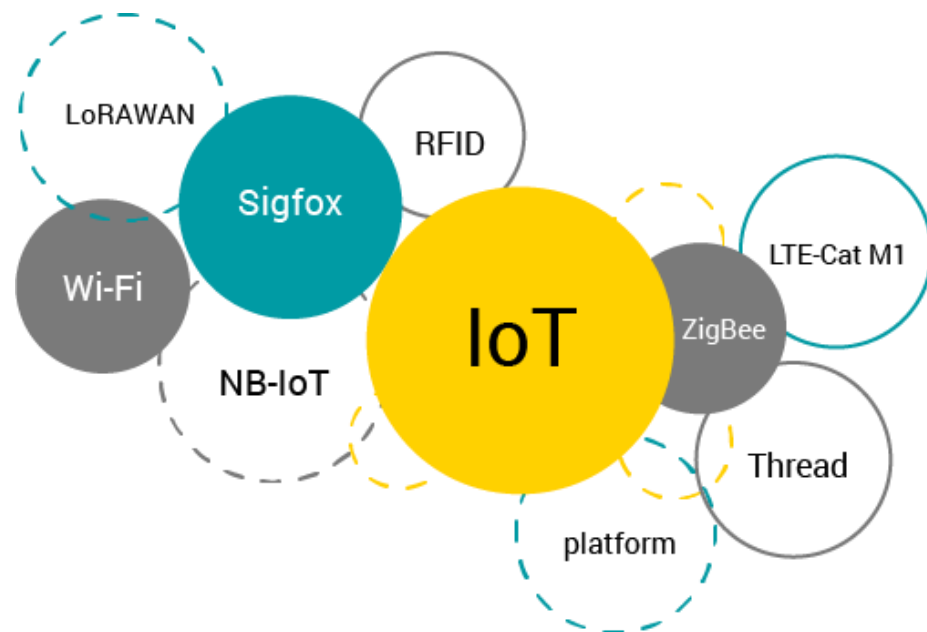 LoRAWAN
RFID
Sigfox
LTE-Cat M1
Wi-Fi
IoT
ZigBee
NB-IoT
Thread
platform